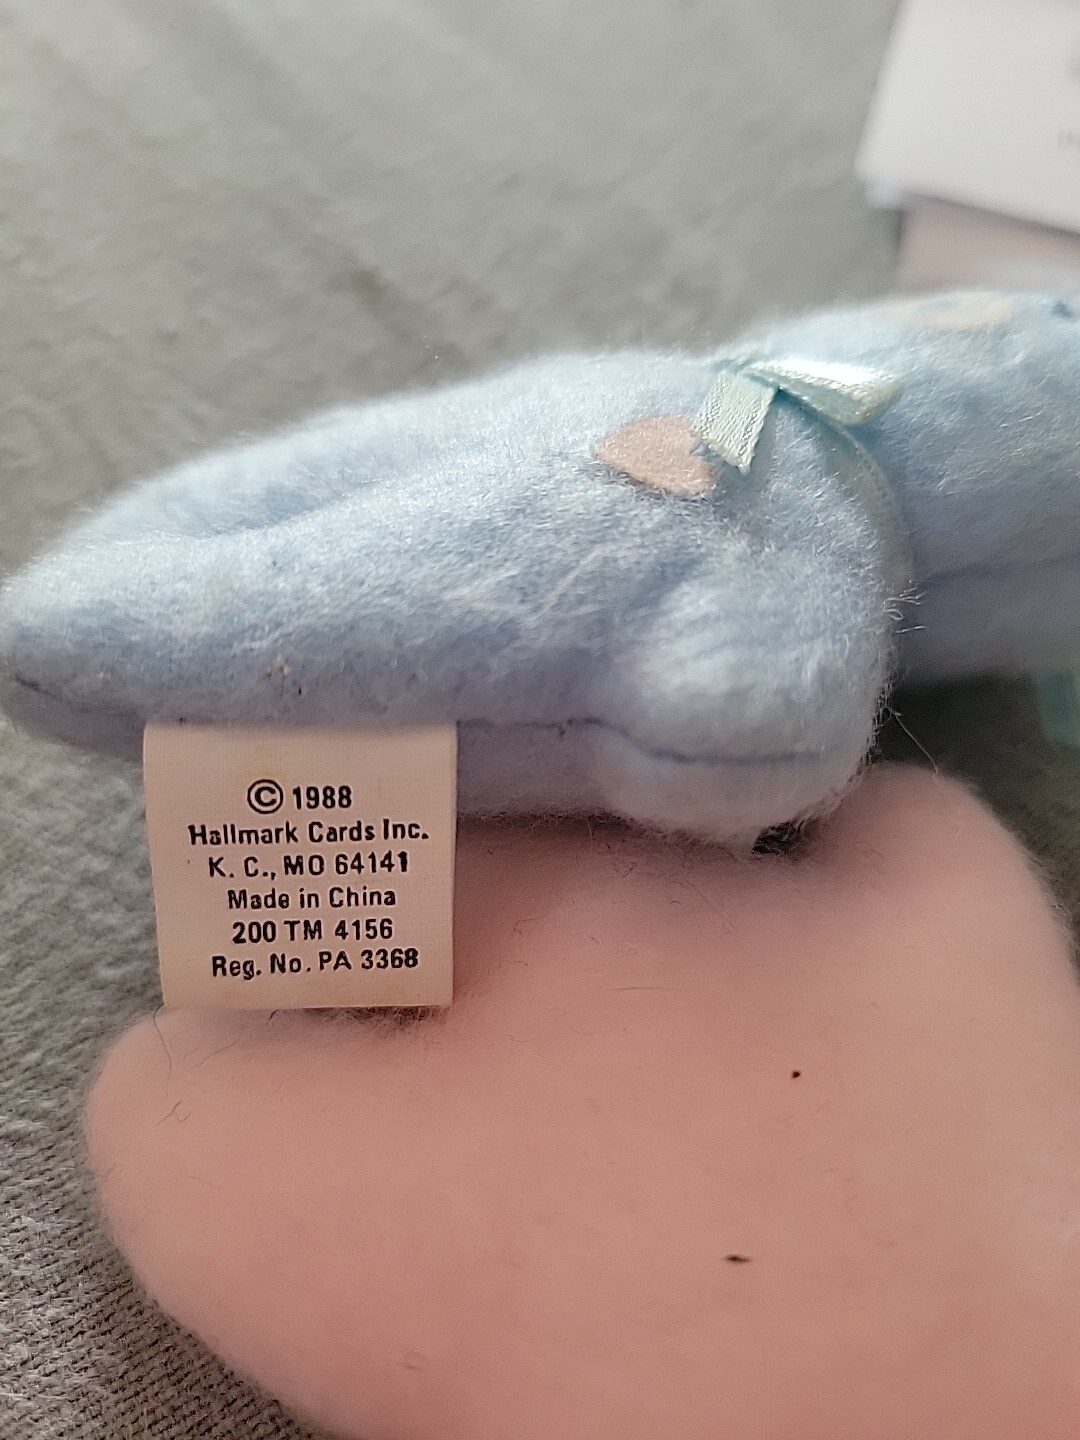 © 1988
Hallmark Cards Inc.
K. C., MO 64141
Made in China
200 TM 4156
Reg. No. PA 3368